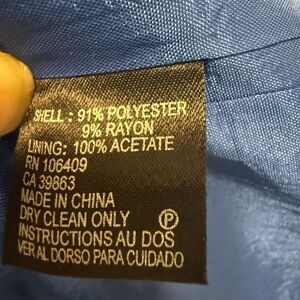 SHELL : 91% POLYESTER
9% RAYON
LINING: 100% ACETATE
RN 106409
CA 39863
MADE IN CHINA
DRY CLEAN ONLY Ⓟ
INSTRUCTIONS AU DOS
VER AL DORSO PARA CUIDADO